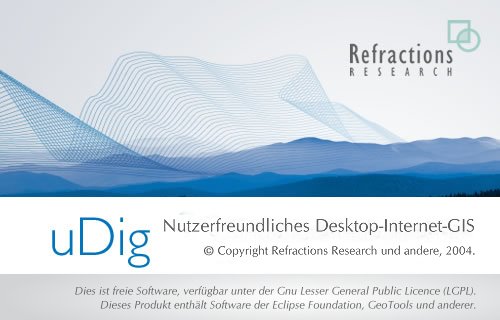 Refractions
RESEARCH
uDig
Nutzerfreundliches Desktop-Internet-GIS
© Copyright Refractions Research und andere, 2004.
Dies ist freie Software, verfügbar unter der Gnu Lesser General Public Licence (LGPL).
Dieses Produkt enthält Software der Eclipse Foundation, GeoTools und anderer.